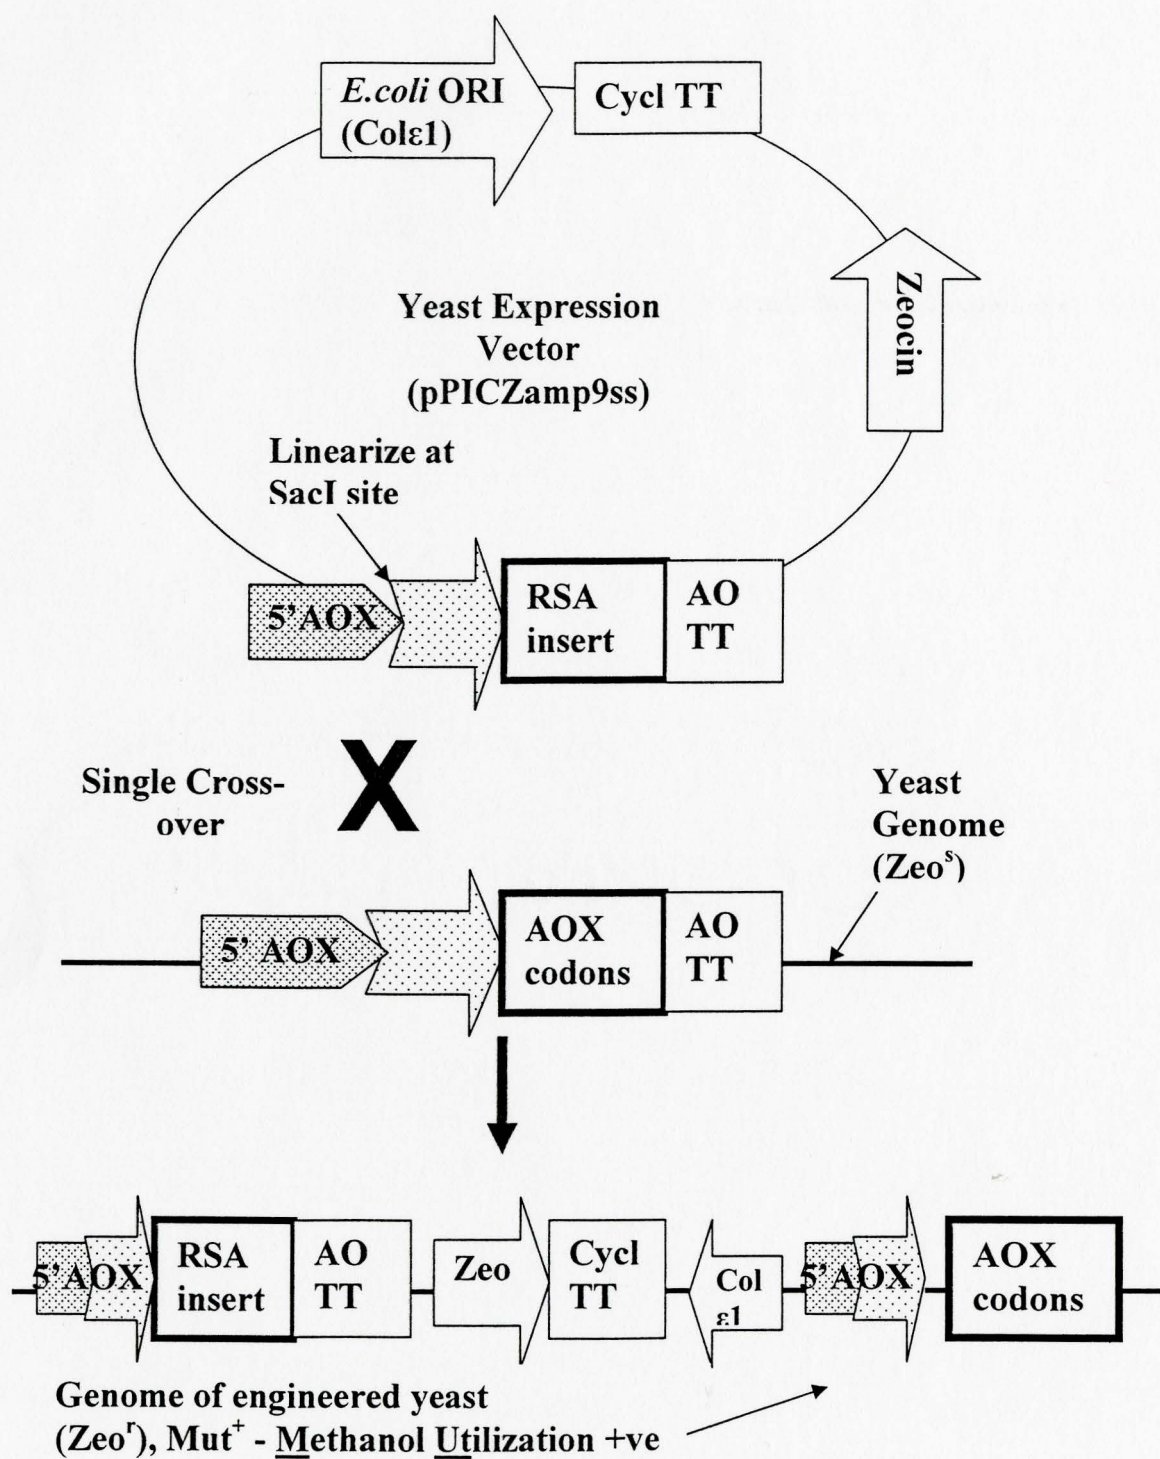 E.coli ORI
(Colε1)
Cycl TT
Zeocin
Yeast Expression
Vector
(pPICZamp9ss)
Linearize at
SacI site
5’AOX
RSA
insert
AO
TT
Single Cross-
over
X
Yeast
Genome
(Zeoˢ)
5’ AOX
AOX
codons
AO
TT
5’AOX
RSA
insert
AO
TT
Zeo
Cycl
TT
Col
ε1
5’AOX
AOX
codons
Genome of engineered yeast
(Zeoʳ), Mut⁺ - Methanol Utilization +ve